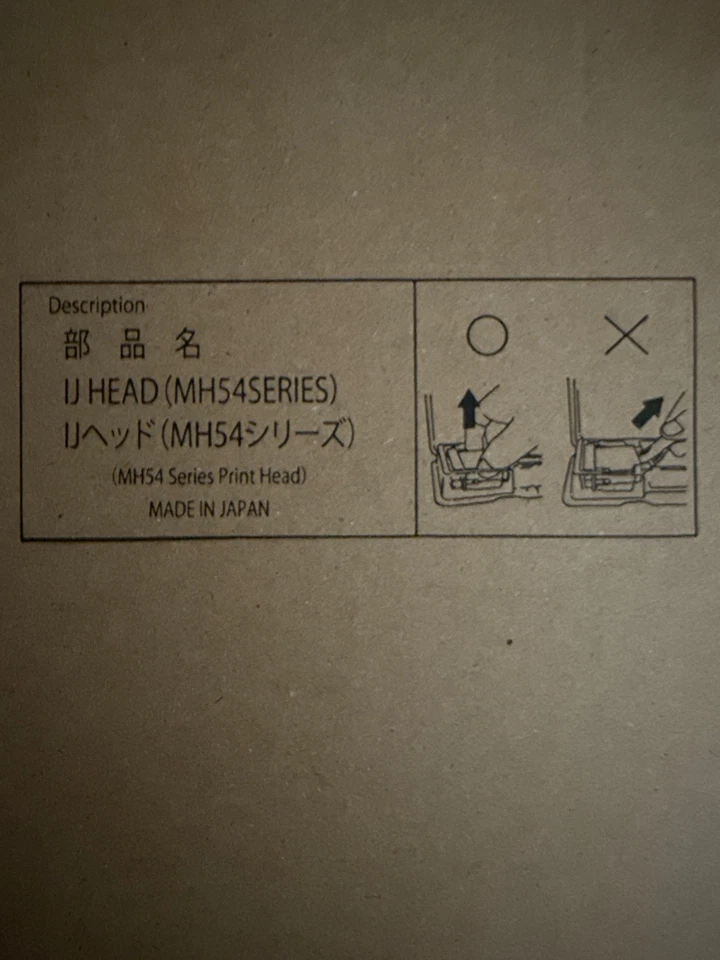 Description
部 品 名
IJ HEAD (MH54SERIES)
IJヘッド(MH54シリーズ)
(MH54 Series Print Head)
MADE IN JAPAN